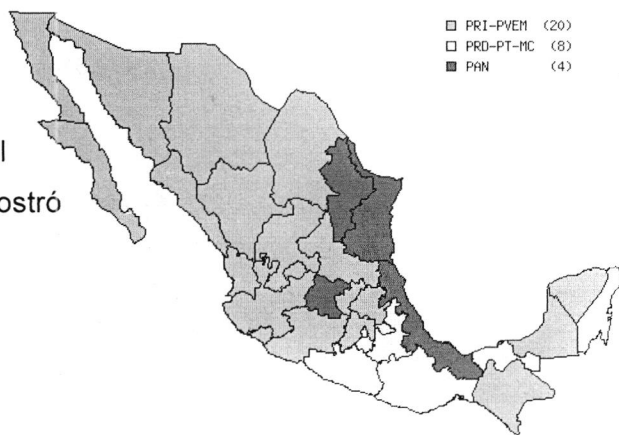 PRI-PVEM (20)
PRD-PT-MC (8)
PAN (4)
l
ostró